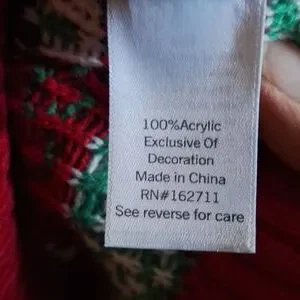 100%Acrylic
Exclusive Of
Decoration
Made in China
RN#162711
See reverse for care